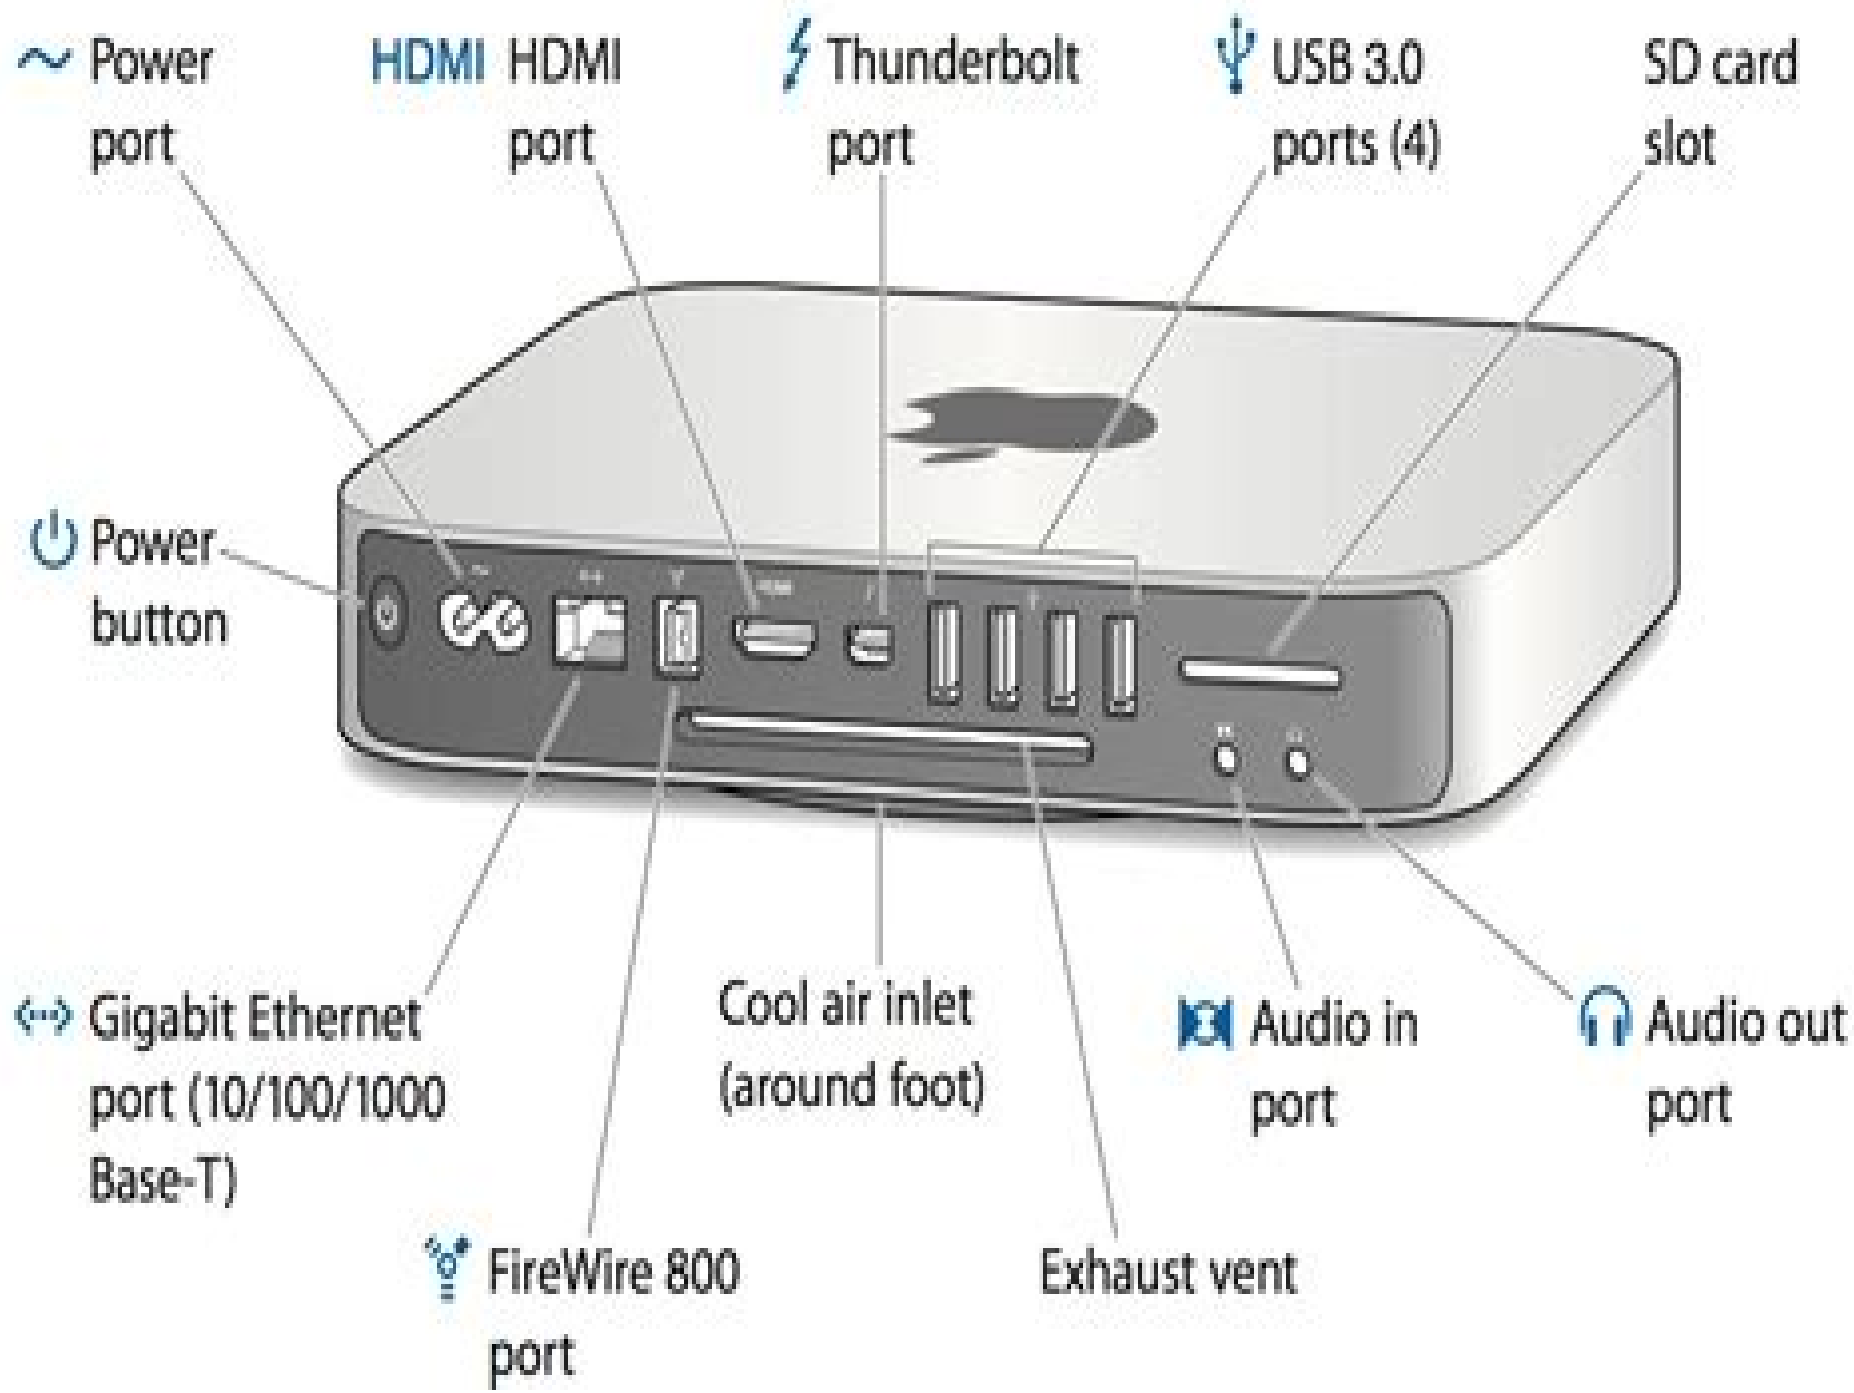 Power
port
HDMI HDMI
port
Thunderbolt
port
USB 3.0
ports (4)
SD card
slot
Power
button
HDMI
Gigabit Ethernet
port (10/100/1000
Base-T)
Cool air inlet
(around foot)
Audio in
port
Audio out
port
FireWire 800
port
Exhaust vent